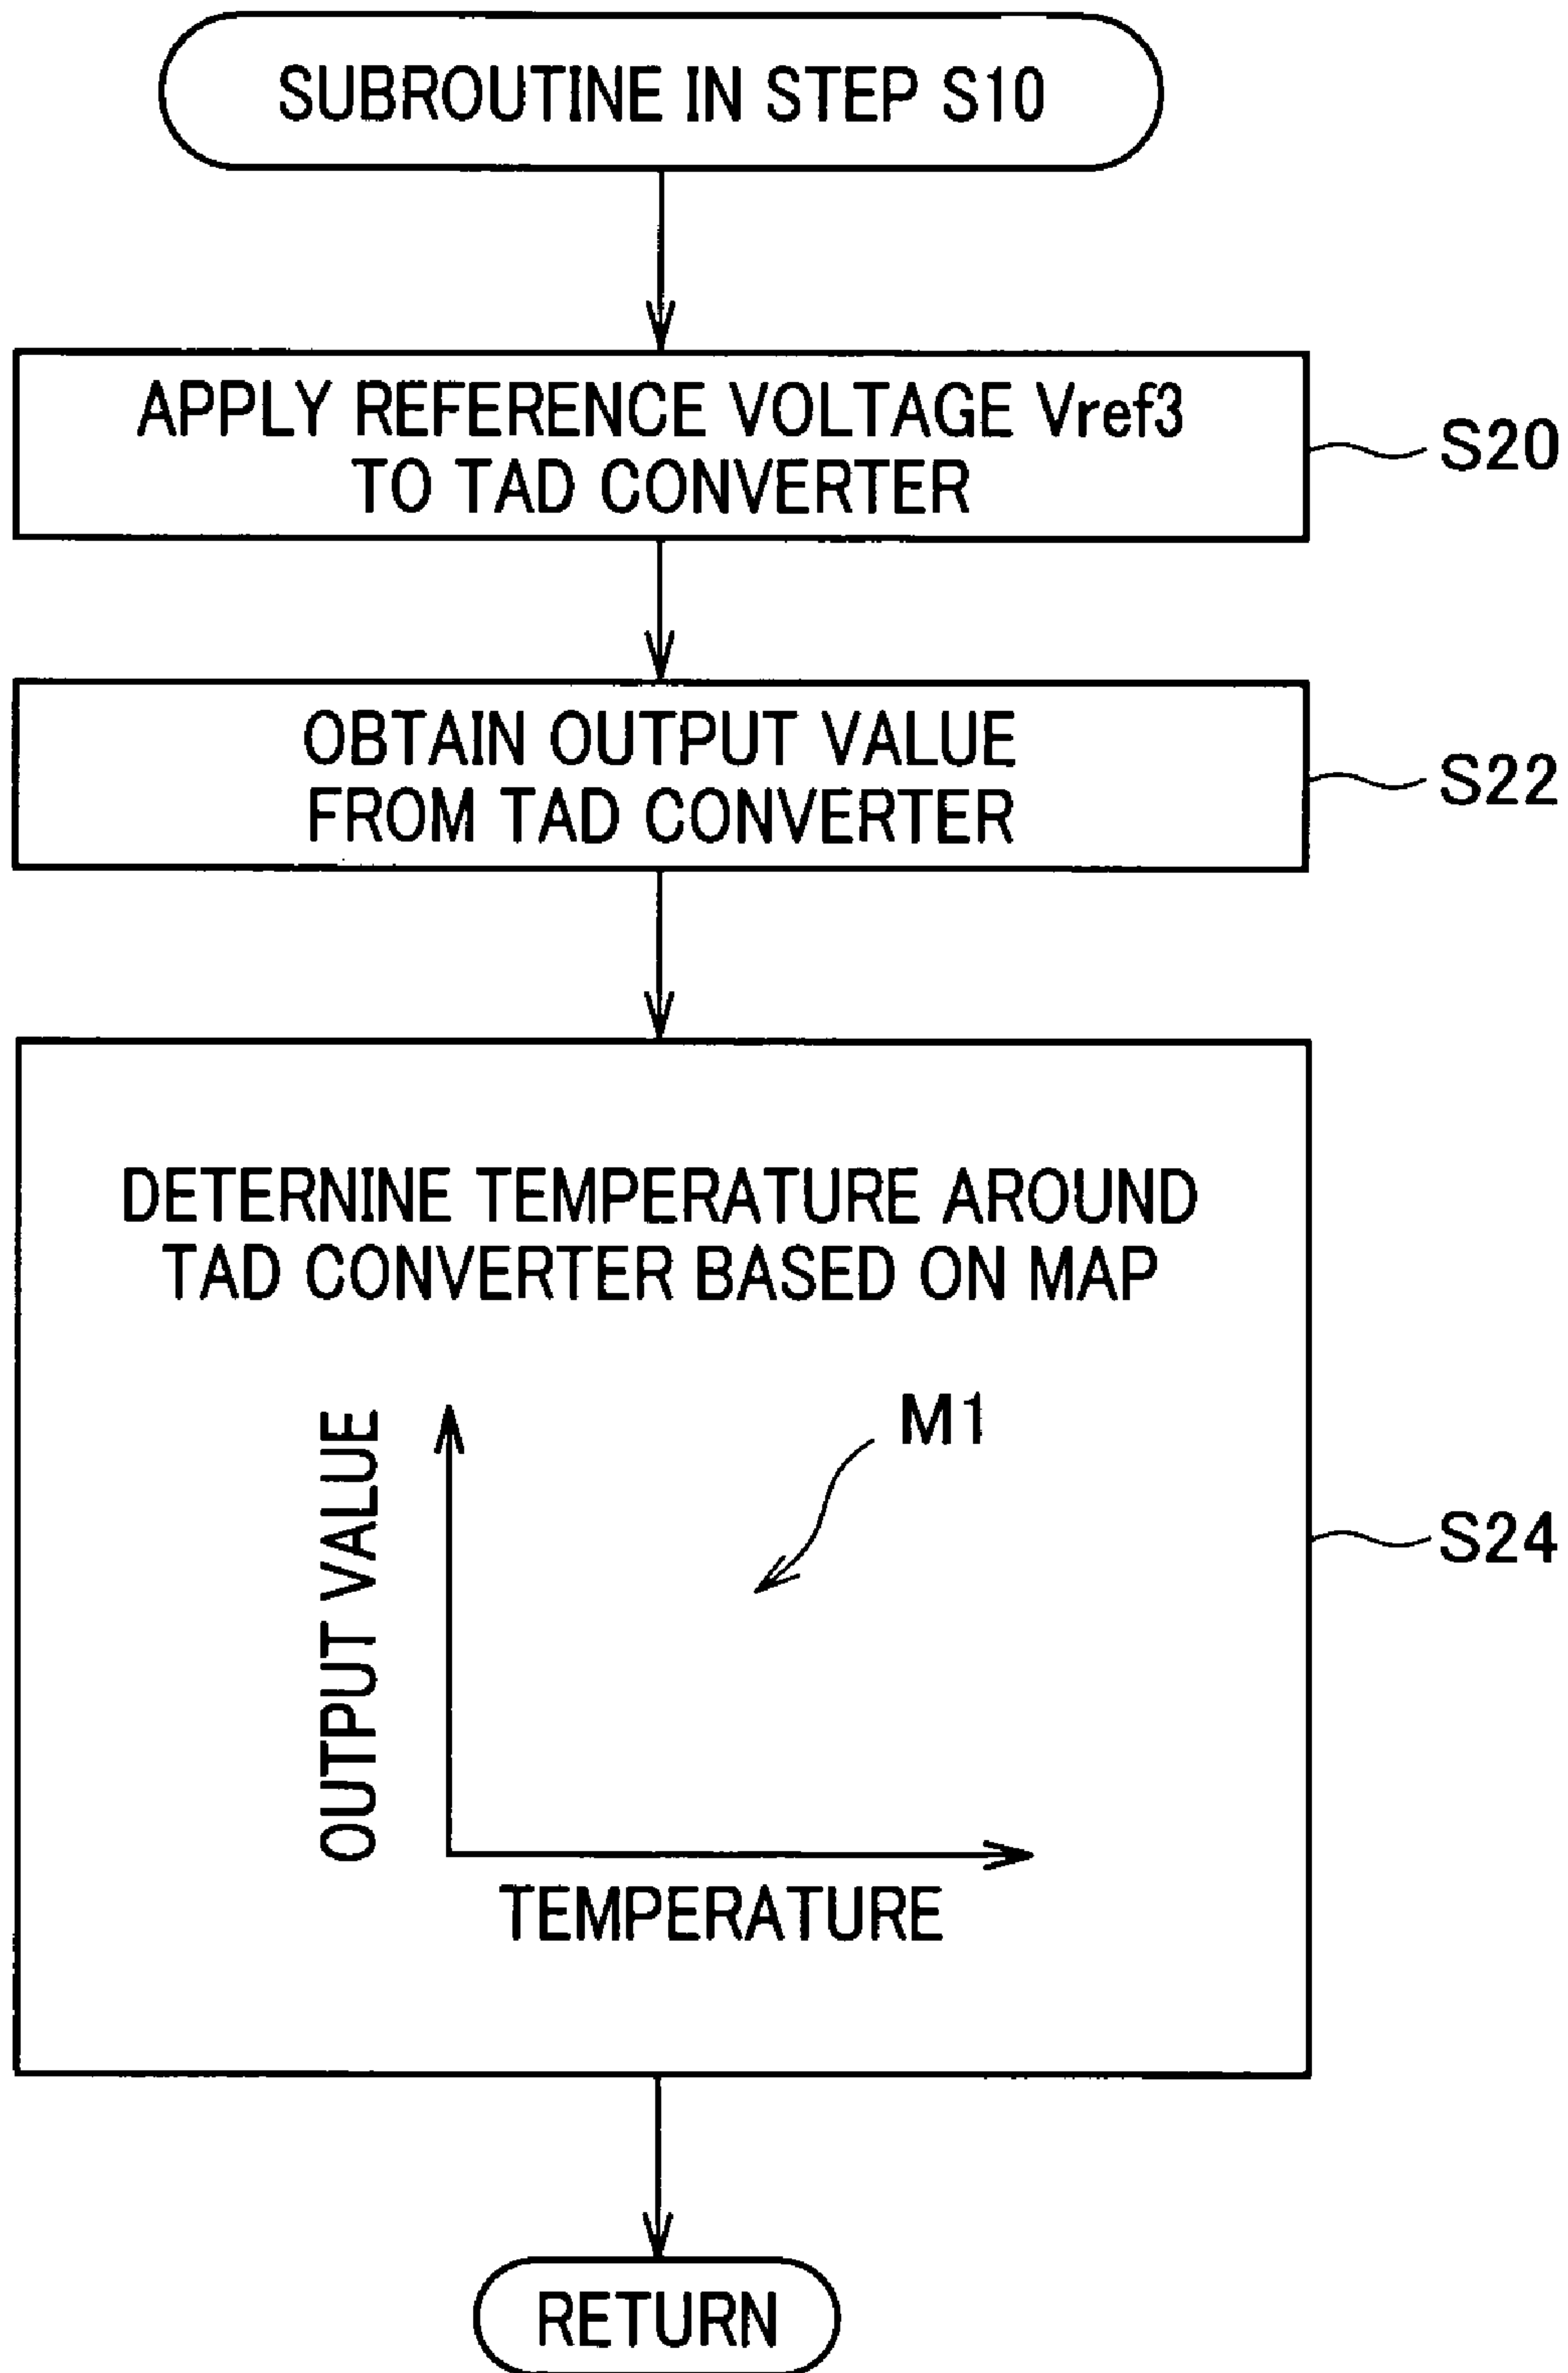 SUBROUTINE IN STEP S10
APPLY REFERENCE VOLTAGE Vref3
TO TAD CONVERTER
S20
OBTAIN OUTPUT VALUE
FROM TAD CONVERTER
S22
DETERNINE TEMPERATURE AROUND
TAD CONVERTER BASED ON MAP
M1
OUTPUT VALUE
S24
TEMPERATURE
RETURN